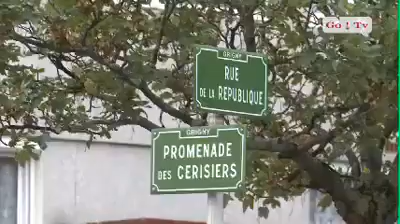 Go ! Tv
GRIGNY
RUE
DE LA REPUBLIQUE
GRIGNY
PROMENADE
DES CERISIERS